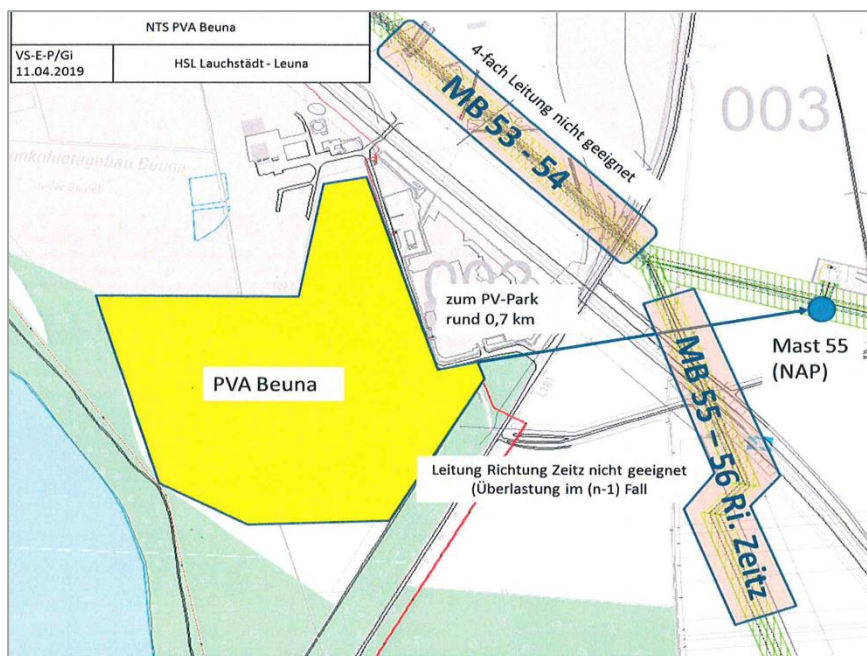 NTS PVA Beuna
VS-E-P/Gi
11.04.2019
HSL Lauchstädt - Leuna
4-fach Leitung nicht geeignet
MB 53 - 54
003
003
zum PV-Park
rund 0,7 km
Mast 55
(NAP)
PVA Beuna
MB 55 – 56 Ri. Zeitz
Leitung Richtung Zeitz nicht geeignet
(Überlastung im (n-1) Fall